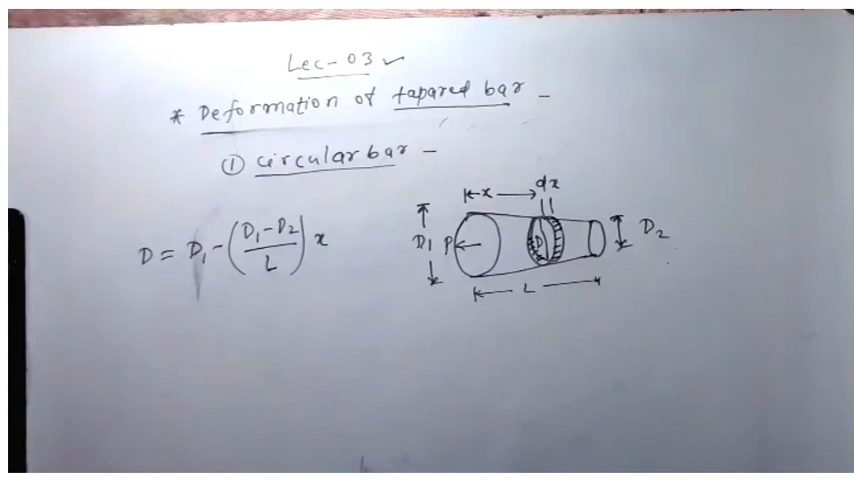 Lec-03
* Deformation of tapared bar -
① circular bar -
x dx
D = D₁ - (D₁-D₂/L) x
D₁ P D D₂
L